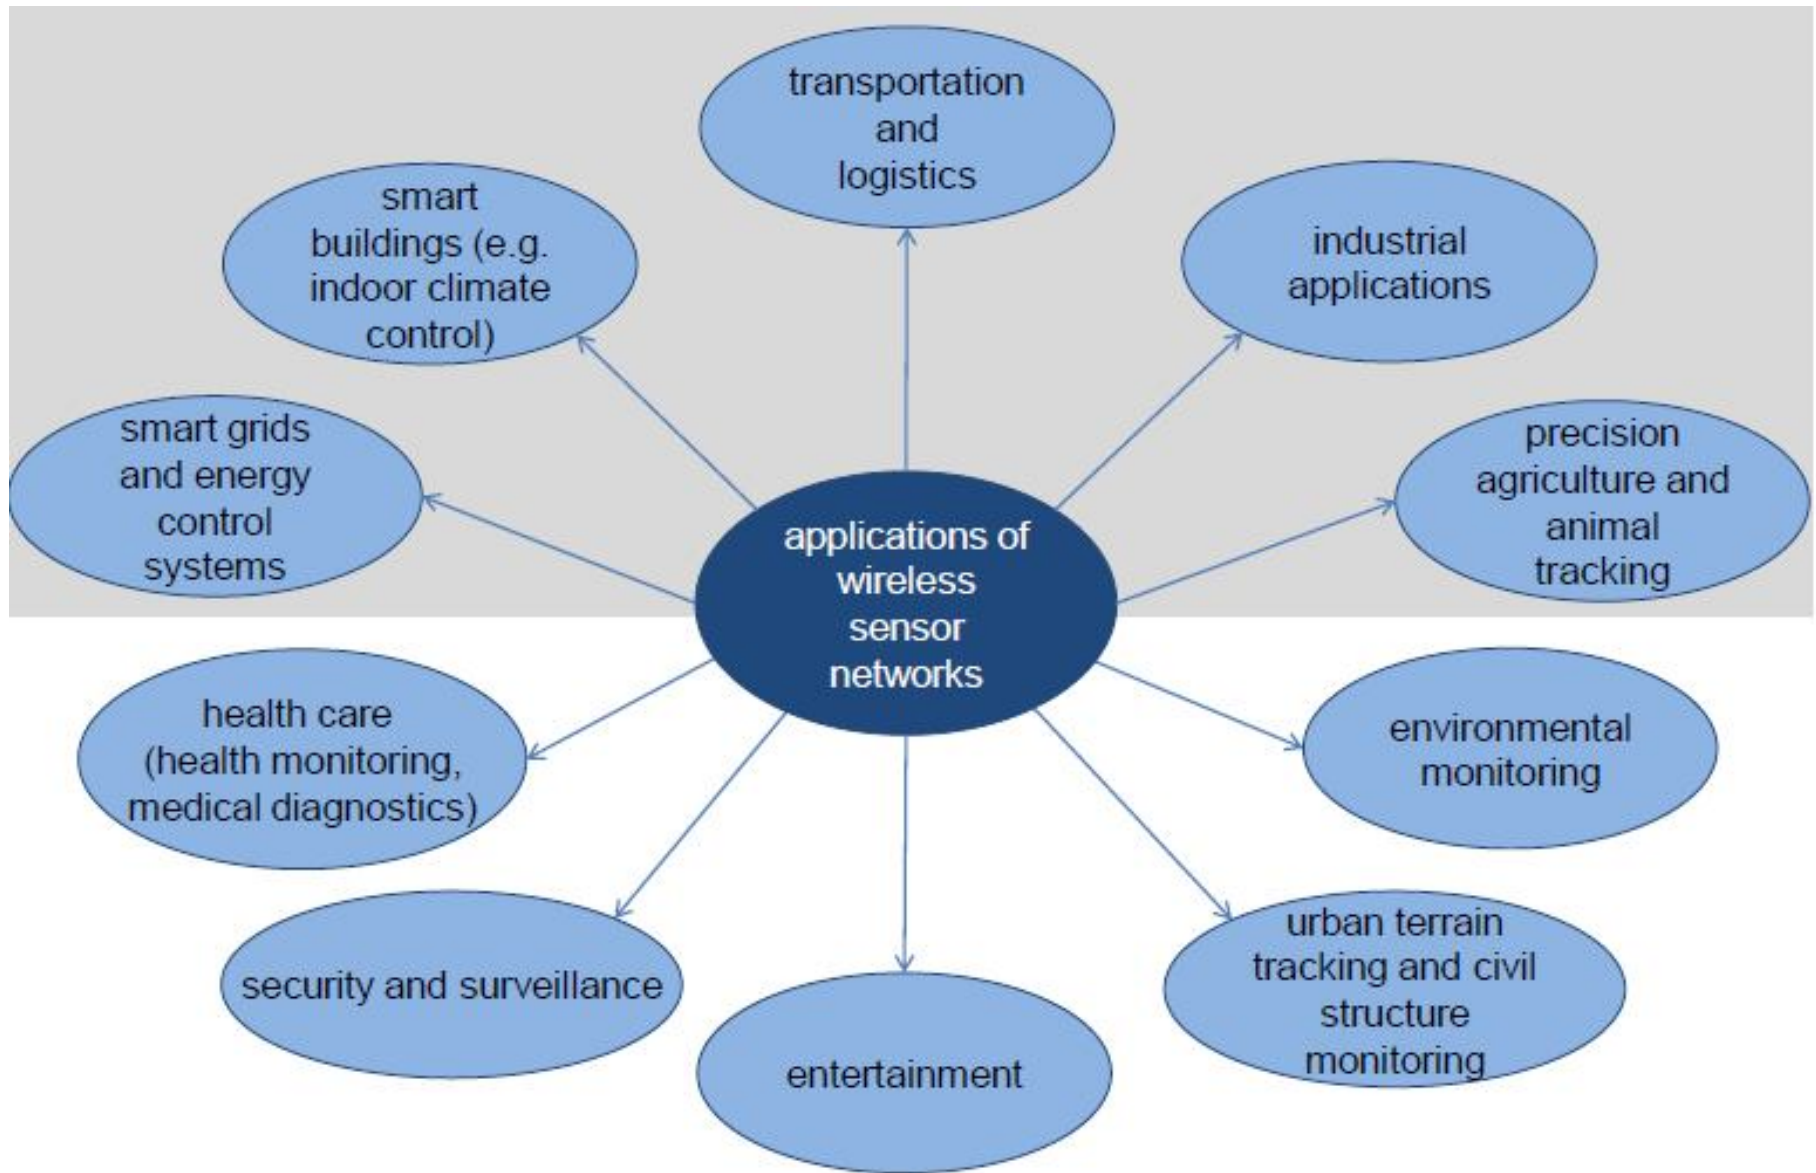 transportation
and
logistics
smart
buildings (e.g.
indoor climate
control)
industrial
applications
smart grids
and energy
control
systems
precision
agriculture and
animal
tracking
applications of
wireless
sensor
networks
health care
(health monitoring,
medical diagnostics)
environmental
monitoring
security and surveillance
urban terrain
tracking and civil
structure
monitoring
entertainment